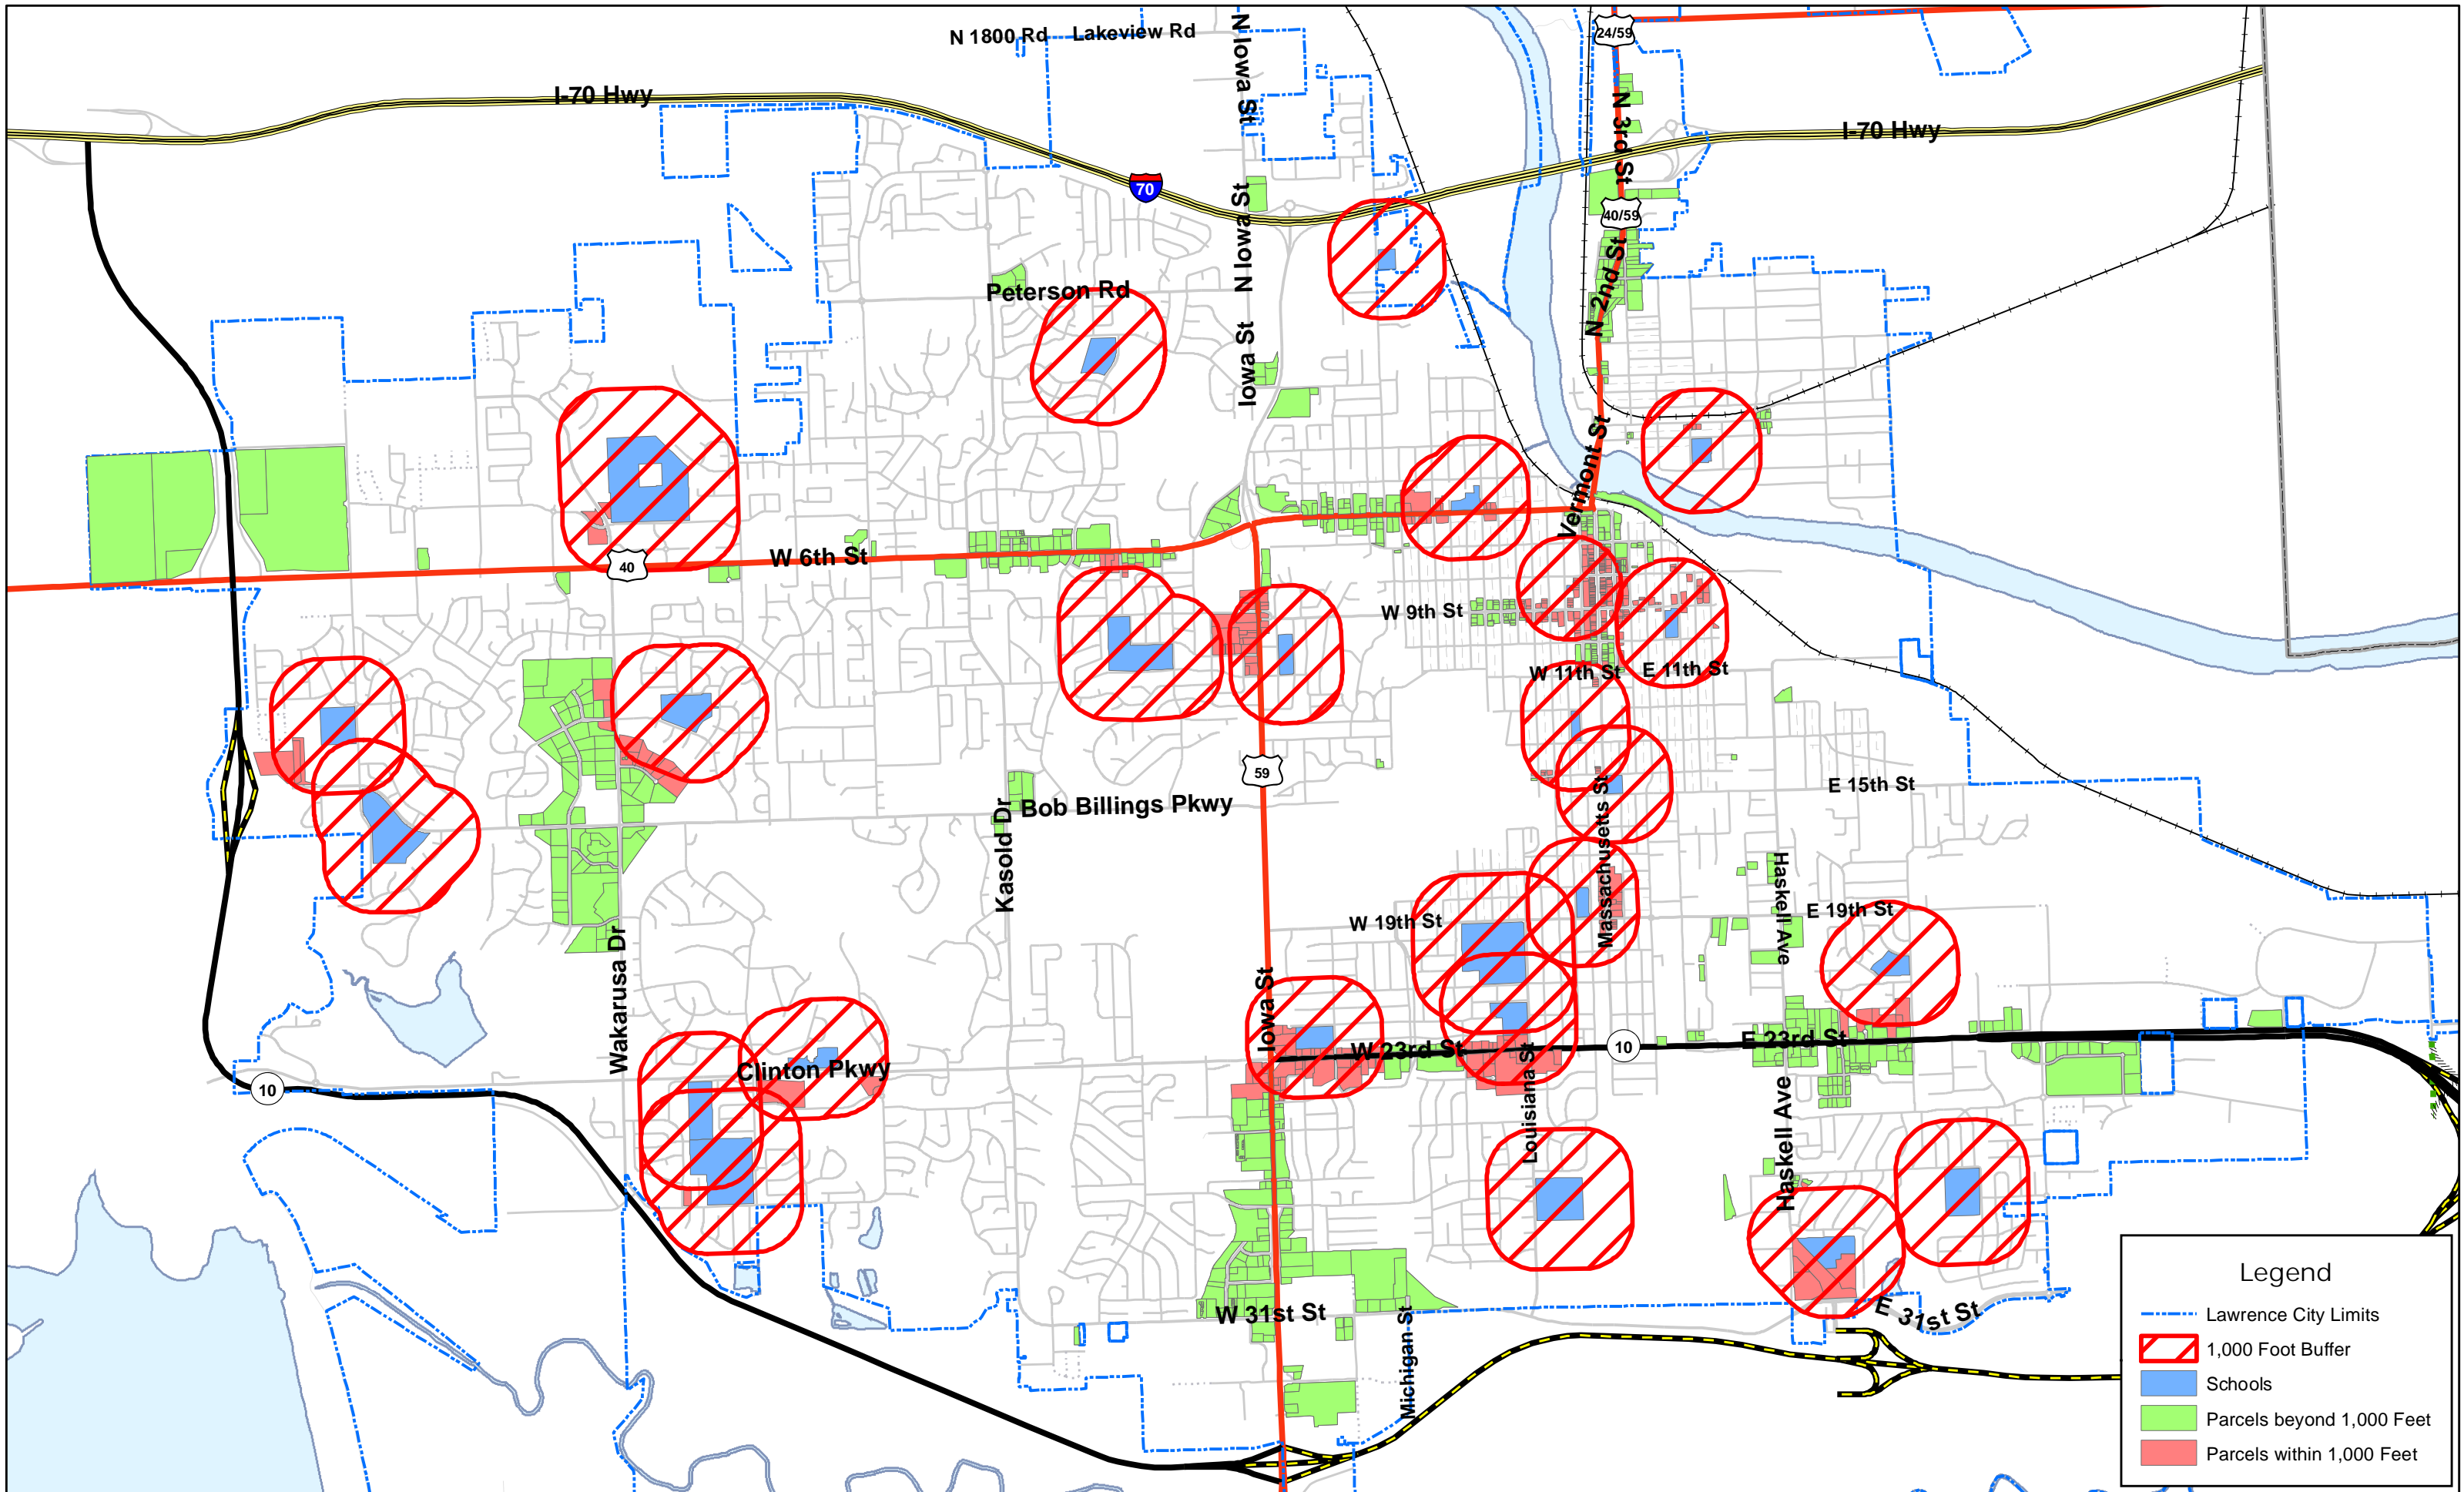 N 1800 Rd
Lakeview Rd
N Iowa St
24/59
I-70 Hwy
N 3rd St
I-70 Hwy
70
N Iowa St
40/59
Peterson Rd
N 2nd St
Iowa St
Vermont St
W 6th St
40
W 9th St
W 11th St
E 11th St
59
Bob Billings Pkwy
Kasold Dr
Massachusetts St
E 15th St
Haskell Ave
W 19th St
E 19th St
Wakarusa Dr
Iowa St
Clinton Pkwy
W 23rd St
10
E 23rd St
10
Louisiana St
Haskell Ave
W 31st St
Michigan St
E 31st St
Legend
Lawrence City Limits
1,000 Foot Buffer
Schools
Parcels beyond 1,000 Feet
Parcels within 1,000 Feet